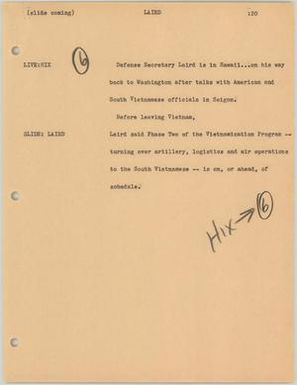 (slide coming) LAIRD :20
LIVE:HIX 6 Defense Secretary Laird is in Hawaii...on his way
back to Washington after talks with American and
South Vietnamese officials in Saigon.
Before leaving Vietnam,
SLIDE: LAIRD Laird said Phase Two of the Vietnamization Program --
turning over artillery, logistics and air operations
to the South Vietnamese -- is on, or ahead, of
schedule.
HIX → 6